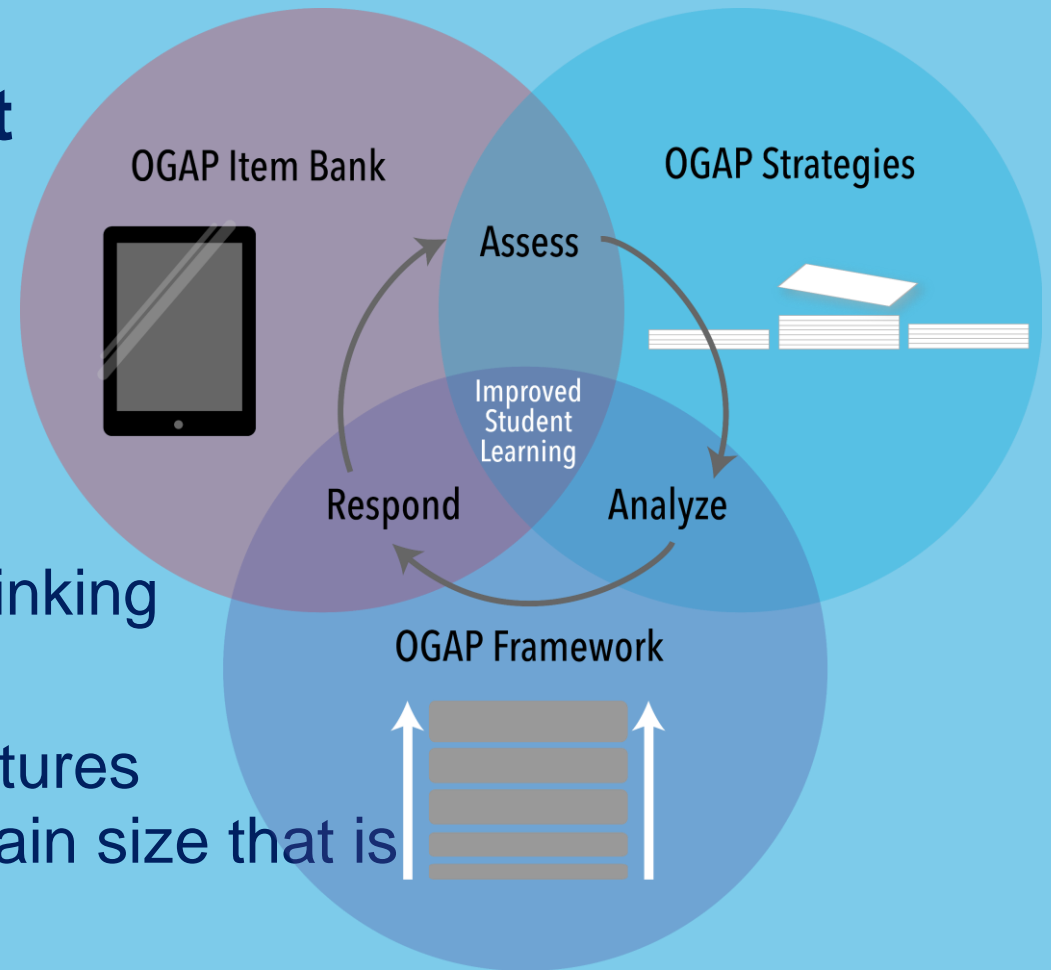 t
OGAP Item Bank
OGAP Strategies
Assess
Improved
Student
Learning
Respond
Analyze
inking
OGAP Framework
tures
ain size that is